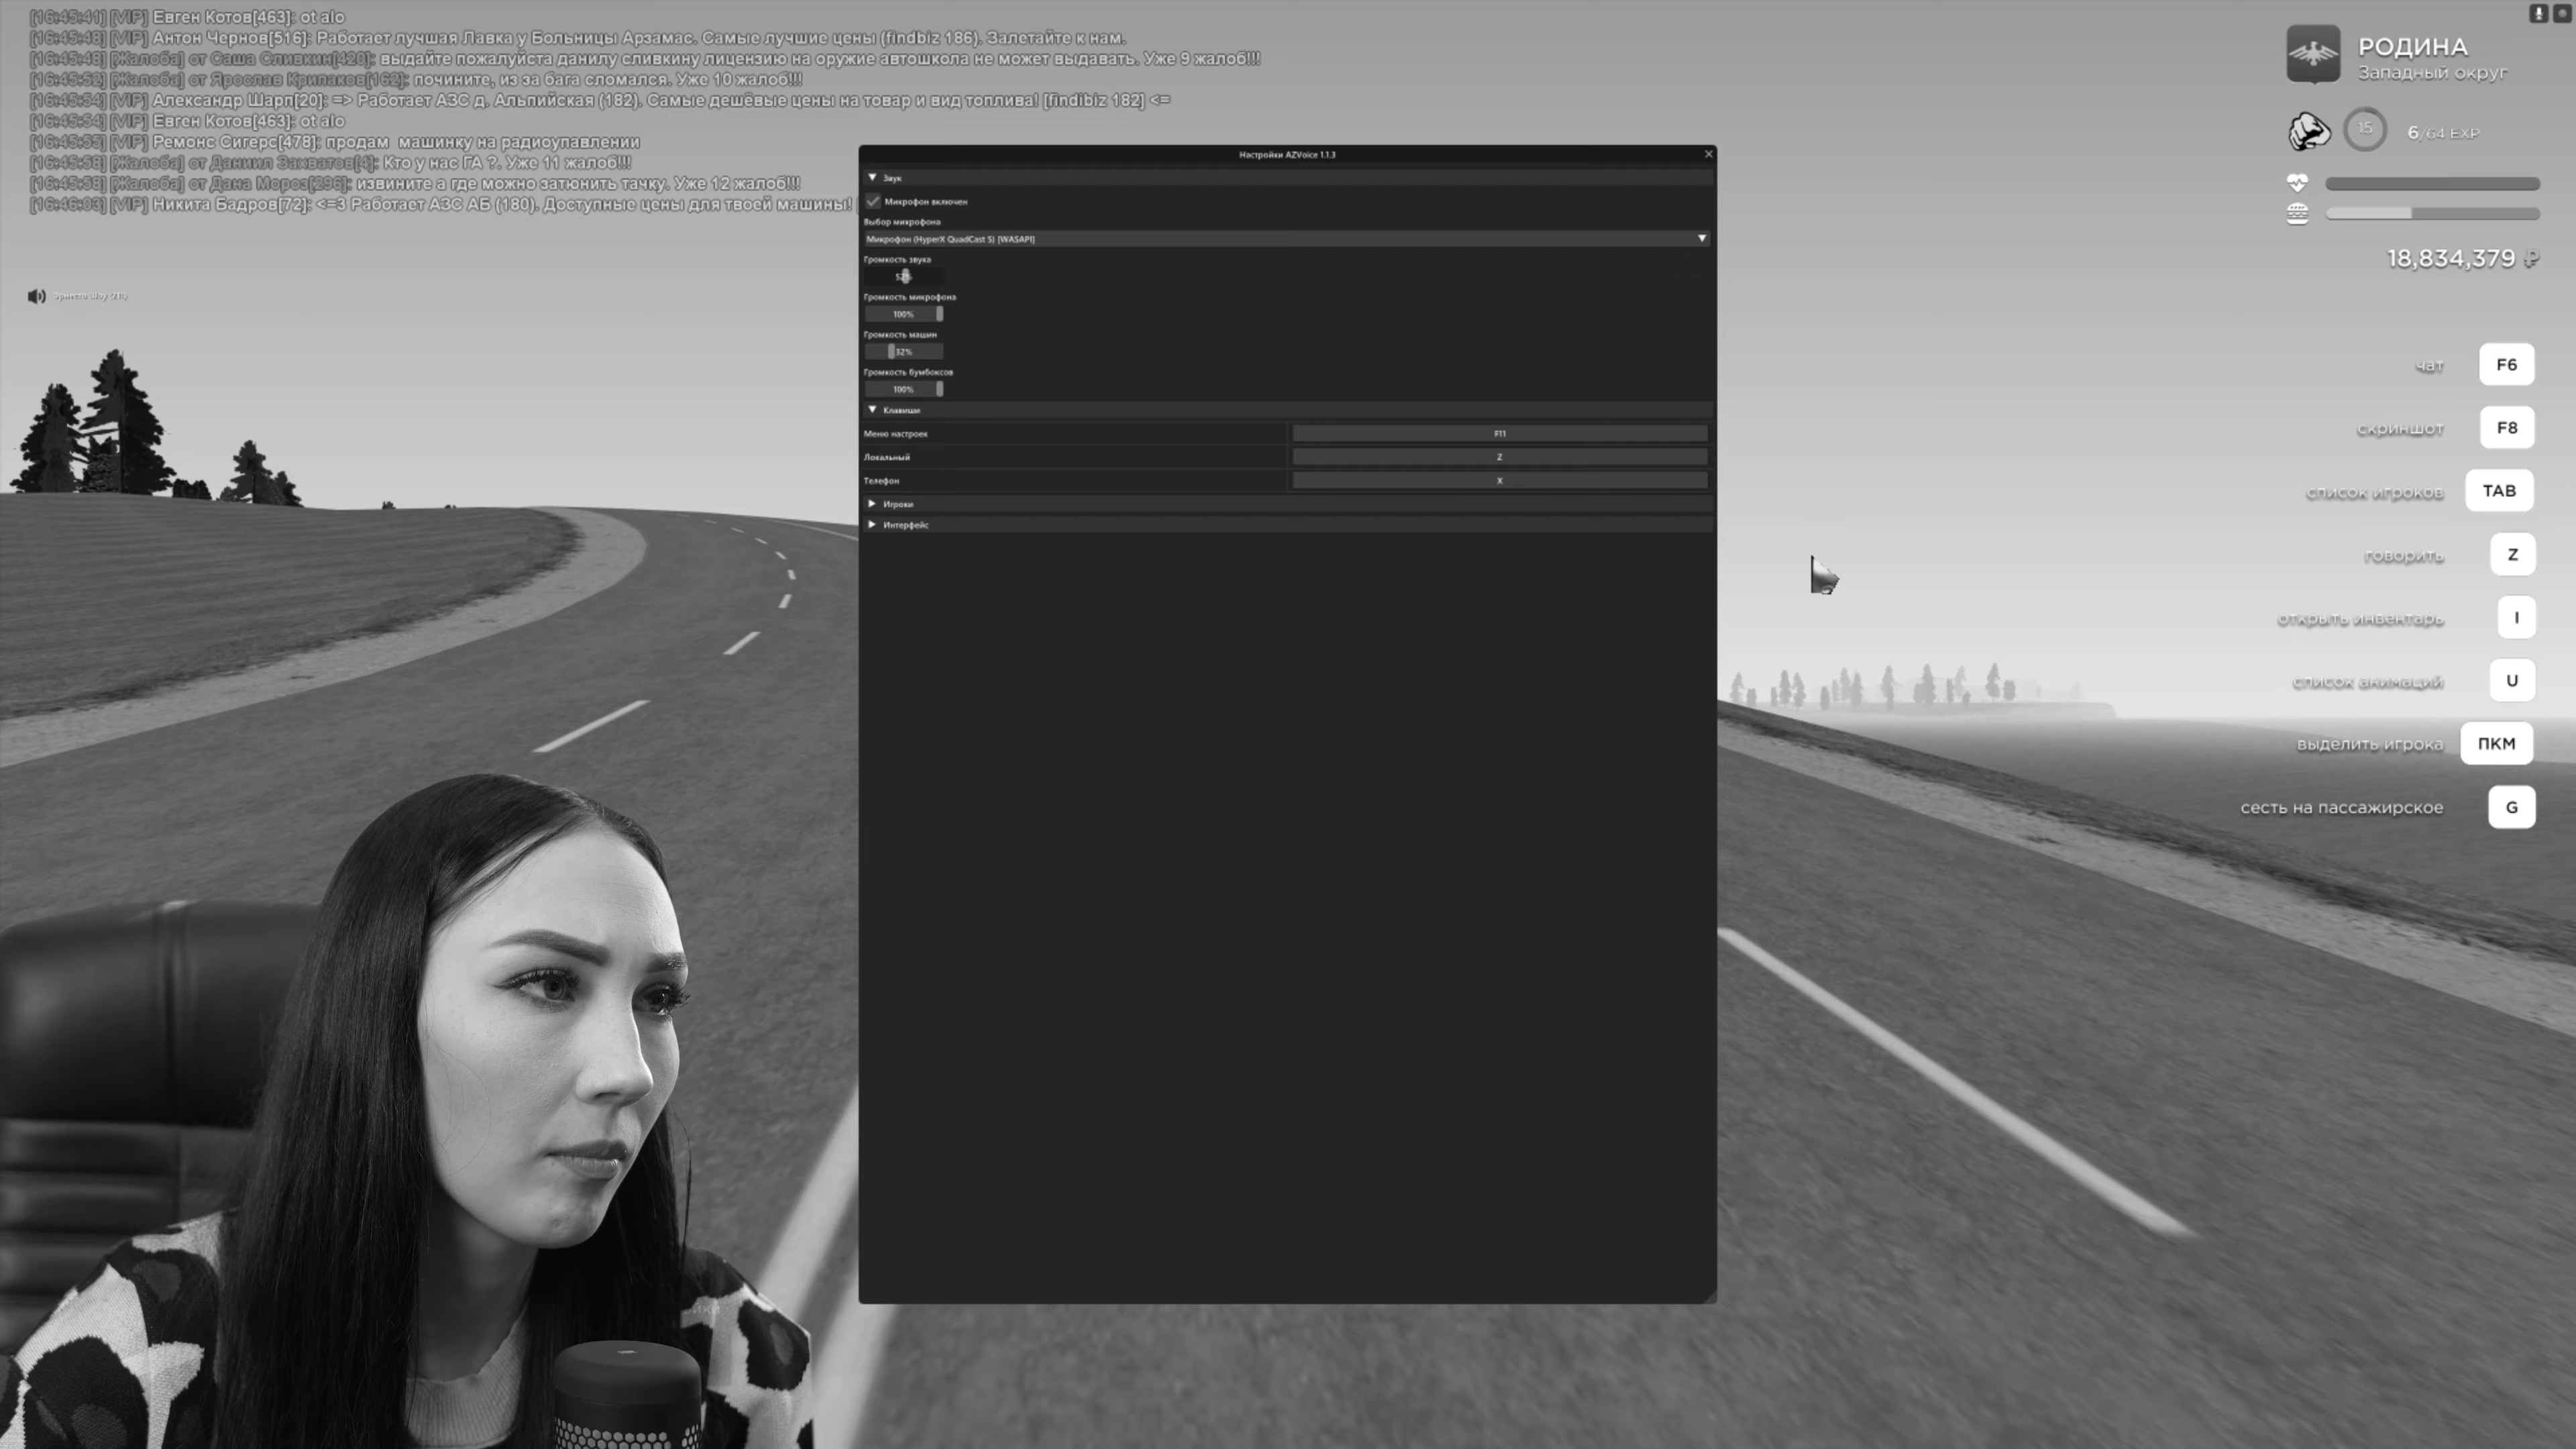 [16:45:41] [VIP] Евген Котов[463]: ot alo
[16:45:48] [VIP] Антон Чернов[516]: Работает лучшая Лавка у Больницы Арзамас. Самые лучшие цены (findbiz 186). Залетайте к нам.
[16:45:48] [Жалоба] от Саша Сливкин[420]: выдайте пожалуйста данилу сливкину лицензию на оружие автошкола не может выдавать. Уже 9 жалоб!!!
[16:45:52] [Жалоба] от Ярослав Крипаков[162]: почините, из за бага сломался. Уже 10 жалоб!!!
[16:45:54] [VIP] Александр Шарп[20]: => Работает АЗС д. Альпийская (182). Самые дешёвые цены на товар и вид топлива! [findibiz 182] <=
[16:45:54] [VIP] Евген Котов[463]: ot alo
[16:45:55] [VIP] Ремонс Сигерс[478]: продам машинку на радиоупавлении
[16:45:58] [Жалоба] от Даниил Захватов[4]: Кто у нас ГА ?. Уже 11 жалоб!!!
[16:45:58] [Жалоба] от Дана Мороз[296]: извините а где можно затюнить тачку. Уже 12 жалоб!!!
[16:46:03] [VIP] Никита Бадров[72]: <=3 Работает АЗС АБ (180). Доступные цены для твоей машины!
РОДИНА
Западный округ
15
6/64 EXP
18,834,379 ₽
Настройки AZVoice 1.1.3
Звук
Микрофон включен
Выбор микрофона
Микрофон (HyperX QuadCast S) [WASAPI]
Громкость звука
52%
Громкость микрофона
100%
Громкость машин
32%
Громкость бумбоксов
100%
Клавиши
Меню настроек F11
Локальный Z
Телефон X
Игроки
Интерфейс
чат F6
скриншот F8
список игроков TAB
говорить Z
открыть инвентарь I
список анимаций U
выделить игрока ПКМ
сесть на пассажирское G